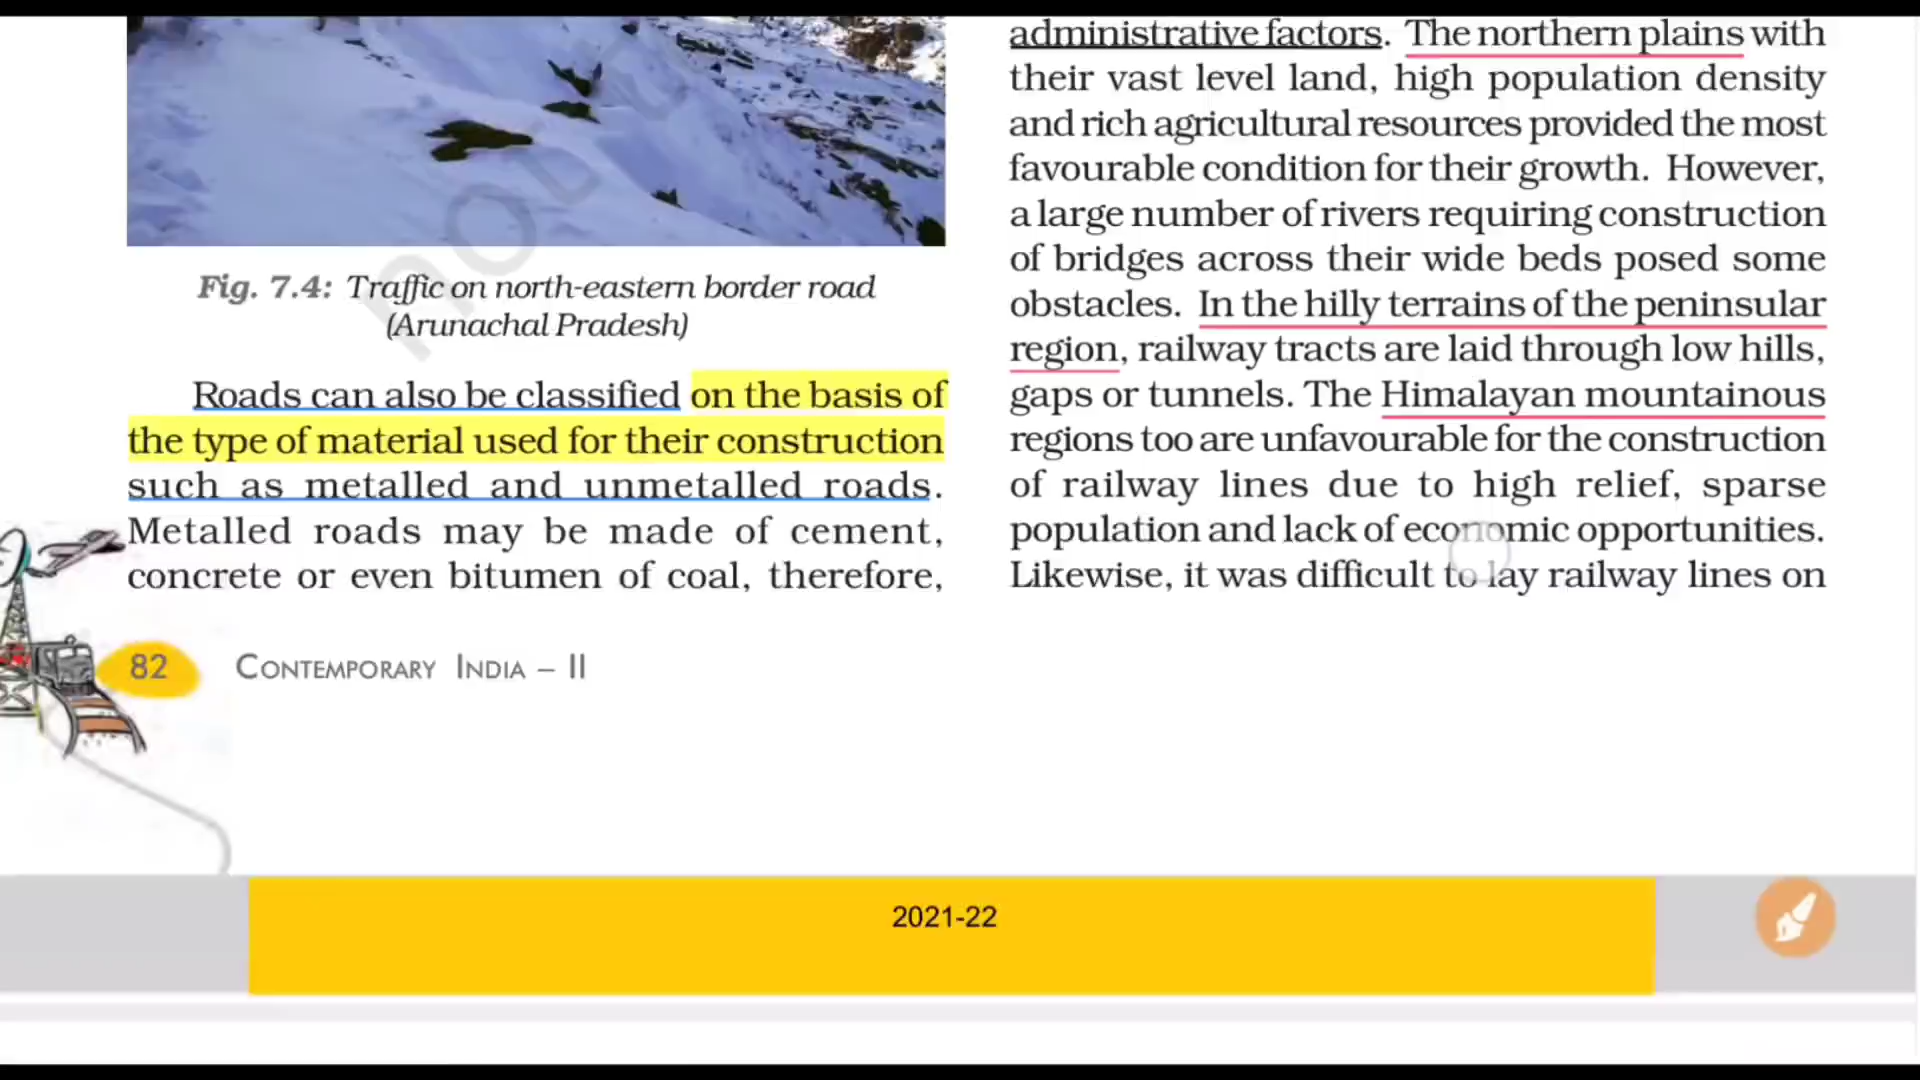 Fig. 7.4: Traffic on north-eastern border road
(Arunachal Pradesh)
Roads can also be classified on the basis of
the type of material used for their construction
such as metalled and unmetalled roads.
Metalled roads may be made of cement,
concrete or even bitumen of coal, therefore,
administrative factors. The northern plains with
their vast level land, high population density
and rich agricultural resources provided the most
favourable condition for their growth. However,
a large number of rivers requiring construction
of bridges across their wide beds posed some
obstacles. In the hilly terrains of the peninsular
region, railway tracts are laid through low hills,
gaps or tunnels. The Himalayan mountainous
regions too are unfavourable for the construction
of railway lines due to high relief, sparse
population and lack of economic opportunities.
Likewise, it was difficult to lay railway lines on
82 CONTEMPORARY INDIA – II
2021-22